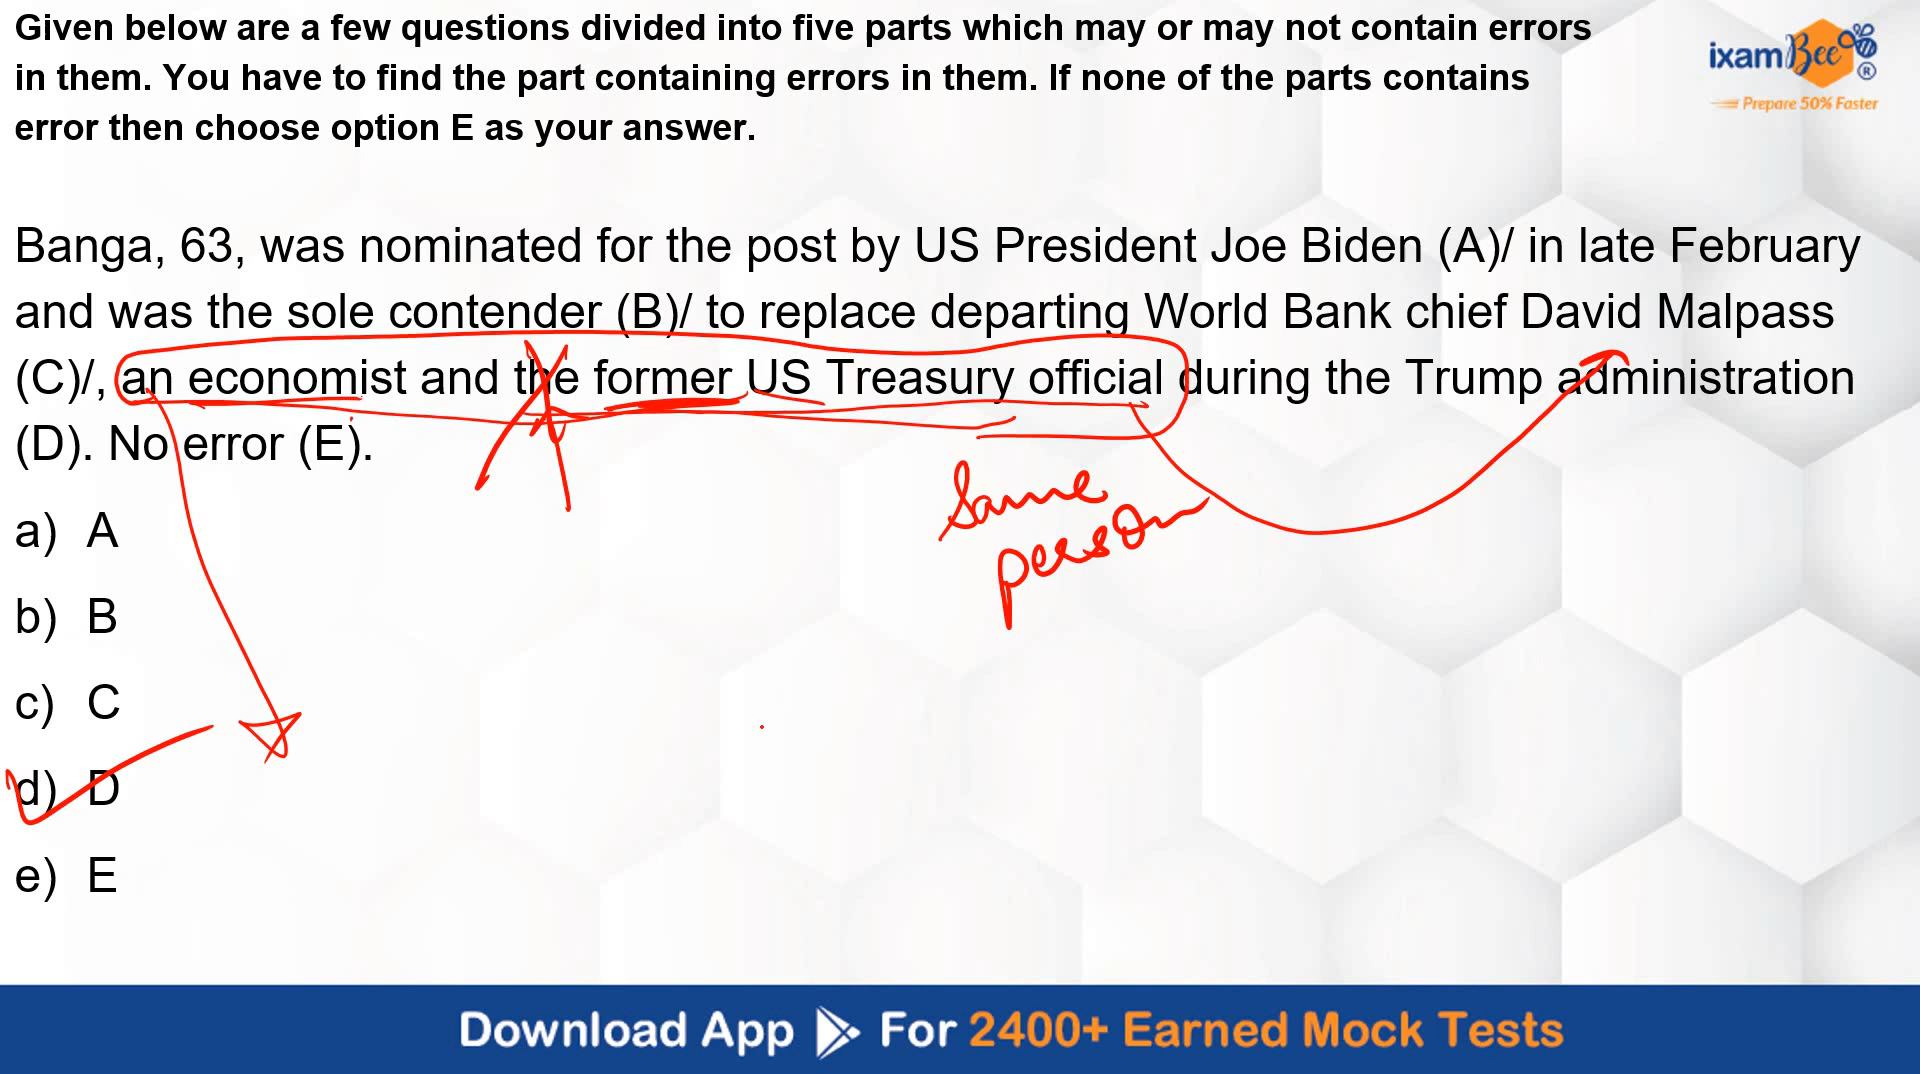 Given below are a few questions divided into five parts which may or may not contain errors
in them. You have to find the part containing errors in them. If none of the parts contains
error then choose option E as your answer.
ixamBee®
Prepare 50% Faster
Banga, 63, was nominated for the post by US President Joe Biden (A)/ in late February
and was the sole contender (B)/ to replace departing World Bank chief David Malpass
(C)/, an economist and the former US Treasury official during the Trump administration
(D). No error (E).
Same
person
a) A
b) B
c) C
d) D
e) E
Download App For 2400+ Earned Mock Tests